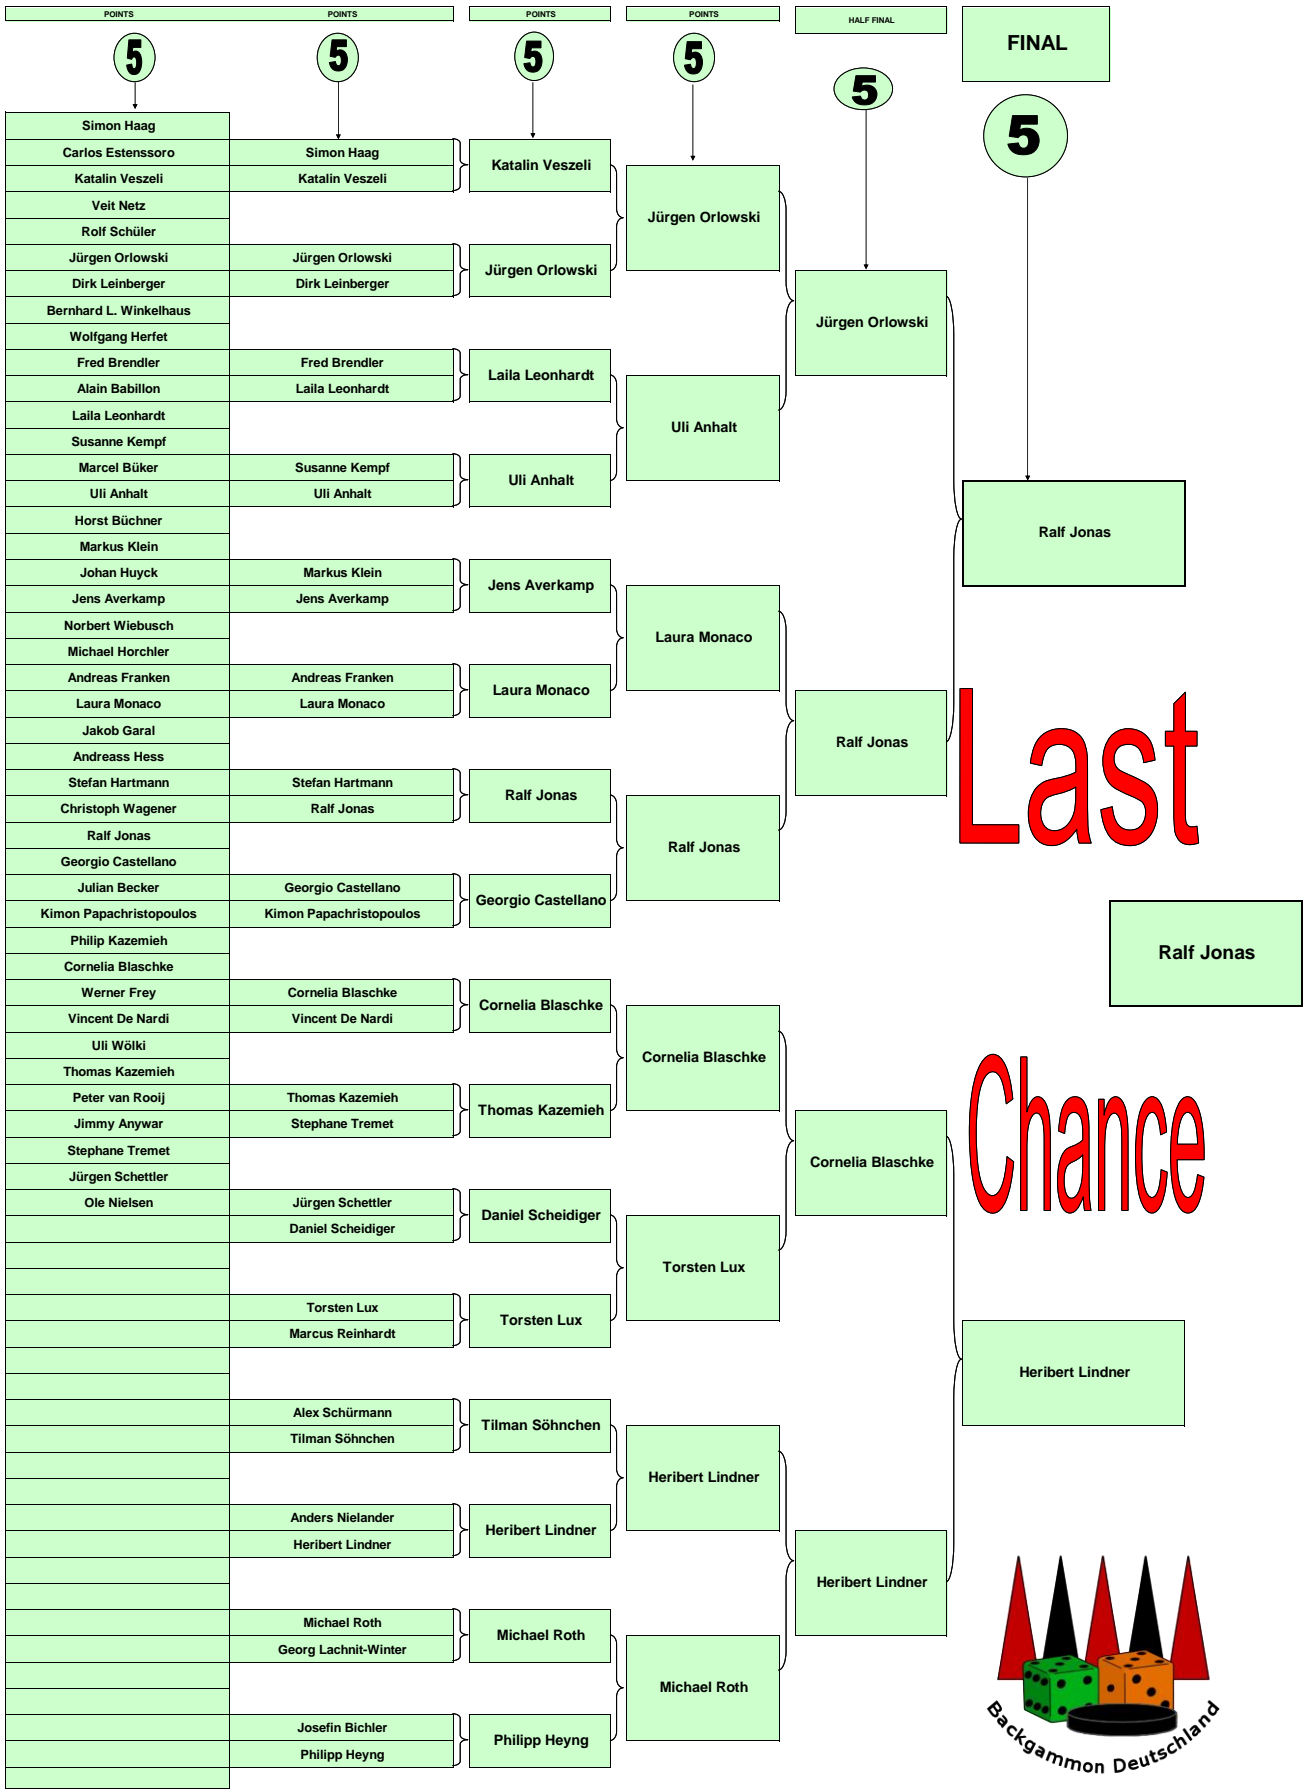 POINTS
POINTS
POINTS
POINTS
HALF FINAL
FINAL
5
5
5
5
5
5
Simon Haag
Carlos Estenssoro
Katalin Veszeli
Veit Netz
Rolf Schüler
Jürgen Orlowski
Dirk Leinberger
Bernhard L. Winkelhaus
Wolfgang Herfet
Fred Brendler
Alain Babillon
Laila Leonhardt
Susanne Kempf
Marcel Büker
Uli Anhalt
Horst Büchner
Markus Klein
Johan Huyck
Jens Averkamp
Norbert Wiebusch
Michael Horchler
Andreas Franken
Laura Monaco
Jakob Garal
Andreass Hess
Stefan Hartmann
Christoph Wagener
Ralf Jonas
Georgio Castellano
Julian Becker
Kimon Papachristopoulos
Philip Kazemieh
Cornelia Blaschke
Werner Frey
Vincent De Nardi
Uli Wölki
Thomas Kazemieh
Peter van Rooij
Jimmy Anywar
Stephane Tremet
Jürgen Schettler
Ole Nielsen
Simon Haag
Katalin Veszeli
Jürgen Orlowski
Dirk Leinberger
Fred Brendler
Laila Leonhardt
Susanne Kempf
Uli Anhalt
Markus Klein
Jens Averkamp
Andreas Franken
Laura Monaco
Stefan Hartmann
Ralf Jonas
Georgio Castellano
Kimon Papachristopoulos
Cornelia Blaschke
Vincent De Nardi
Thomas Kazemieh
Stephane Tremet
Jürgen Schettler
Daniel Scheidiger
Torsten Lux
Marcus Reinhardt
Alex Schürmann
Tilman Söhnchen
Anders Nielander
Heribert Lindner
Michael Roth
Georg Lachnit-Winter
Josefin Bichler
Philipp Heyng
Katalin Veszeli
Jürgen Orlowski
Laila Leonhardt
Uli Anhalt
Jens Averkamp
Laura Monaco
Ralf Jonas
Georgio Castellano
Cornelia Blaschke
Thomas Kazemieh
Daniel Scheidiger
Torsten Lux
Tilman Söhnchen
Heribert Lindner
Michael Roth
Philipp Heyng
Jürgen Orlowski
Uli Anhalt
Laura Monaco
Ralf Jonas
Cornelia Blaschke
Torsten Lux
Heribert Lindner
Michael Roth
Jürgen Orlowski
Ralf Jonas
Cornelia Blaschke
Heribert Lindner
Ralf Jonas
Last
Ralf Jonas
Chance
Heribert Lindner
Backgammon Deutschland